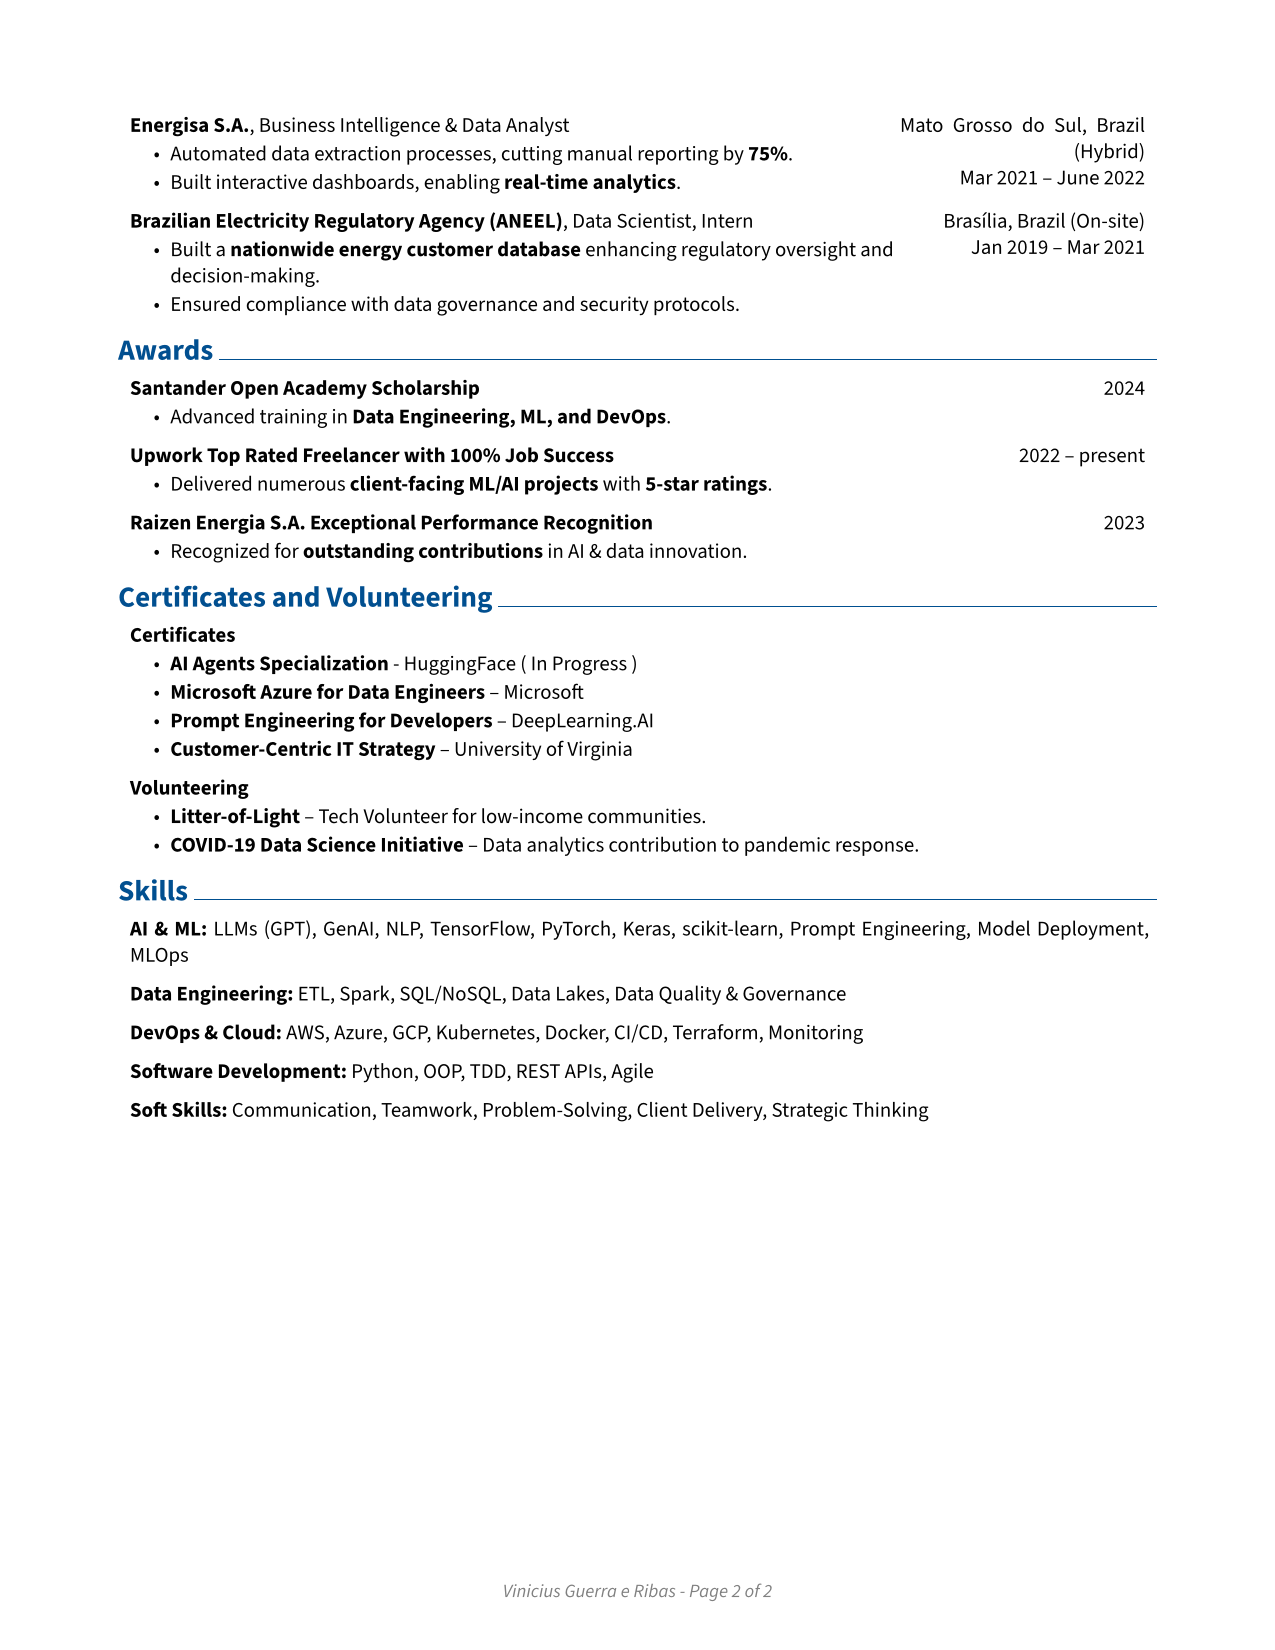 Energisa S.A., Business Intelligence & Data Analyst
• Automated data extraction processes, cutting manual reporting by 75%.
• Built interactive dashboards, enabling real-time analytics.
Mato Grosso do Sul, Brazil
(Hybrid)
Mar 2021 – June 2022
Brazilian Electricity Regulatory Agency (ANEEL), Data Scientist, Intern
• Built a nationwide energy customer database enhancing regulatory oversight and
decision-making.
• Ensured compliance with data governance and security protocols.
Brasília, Brazil (On-site)
Jan 2019 – Mar 2021
Awards
Santander Open Academy Scholarship 2024
• Advanced training in Data Engineering, ML, and DevOps.
Upwork Top Rated Freelancer with 100% Job Success 2022 – present
• Delivered numerous client-facing ML/AI projects with 5-star ratings.
Raizen Energia S.A. Exceptional Performance Recognition 2023
• Recognized for outstanding contributions in AI & data innovation.
Certificates and Volunteering
Certificates
• AI Agents Specialization - HuggingFace ( In Progress )
• Microsoft Azure for Data Engineers – Microsoft
• Prompt Engineering for Developers – DeepLearning.AI
• Customer-Centric IT Strategy – University of Virginia
Volunteering
• Litter-of-Light – Tech Volunteer for low-income communities.
• COVID-19 Data Science Initiative – Data analytics contribution to pandemic response.
Skills
AI & ML: LLMs (GPT), GenAI, NLP, TensorFlow, PyTorch, Keras, scikit-learn, Prompt Engineering, Model Deployment,
MLOps
Data Engineering: ETL, Spark, SQL/NoSQL, Data Lakes, Data Quality & Governance
DevOps & Cloud: AWS, Azure, GCP, Kubernetes, Docker, CI/CD, Terraform, Monitoring
Software Development: Python, OOP, TDD, REST APIs, Agile
Soft Skills: Communication, Teamwork, Problem-Solving, Client Delivery, Strategic Thinking
Vinicius Guerra e Ribas - Page 2 of 2